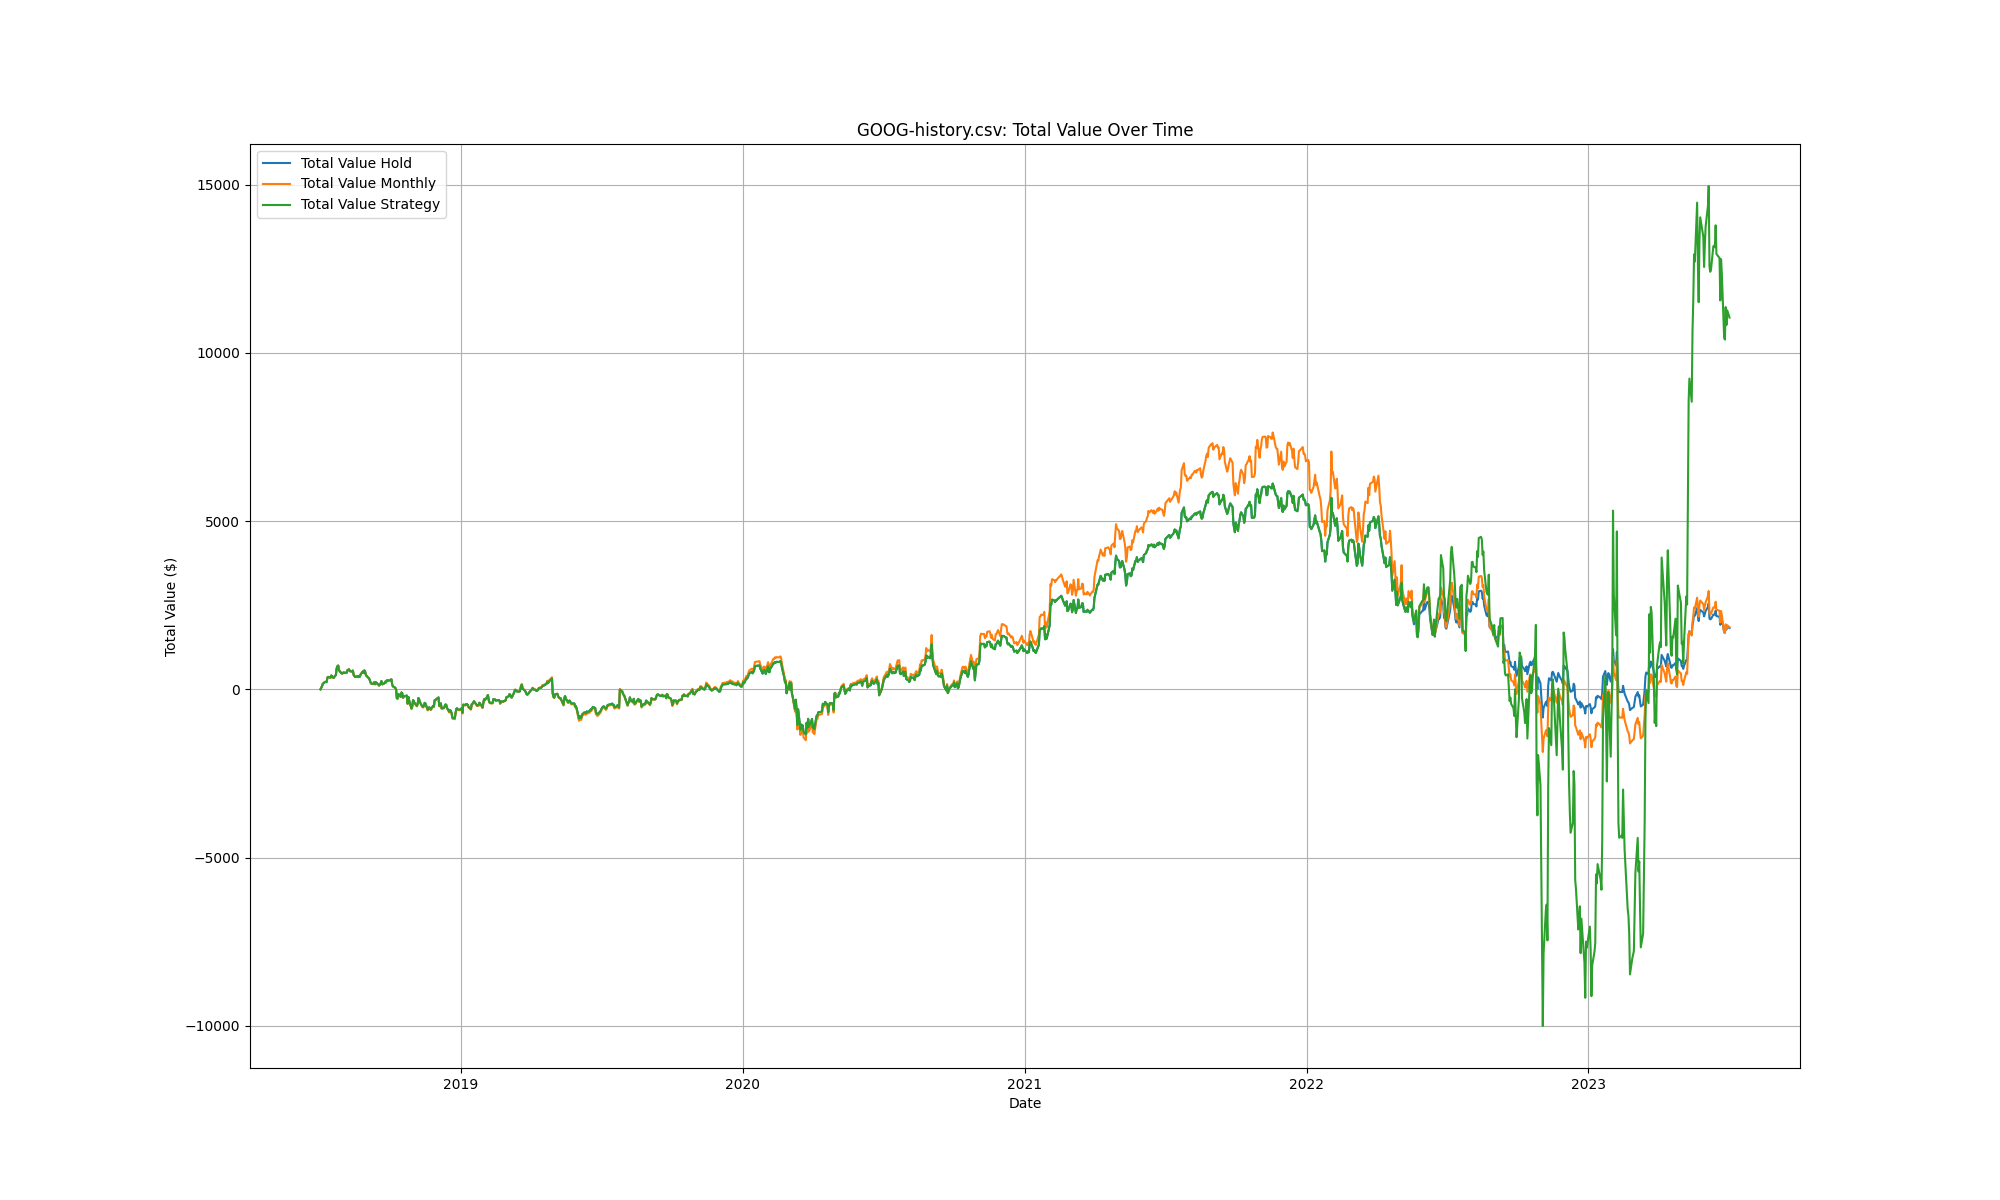 GOOG-history.csv: Total Value Over Time
Total Value Hold
Total Value Monthly
Total Value Strategy
15000
10000
5000
0
−5000
−10000
Total Value ($)
2019 2020 2021 2022 2023
Date